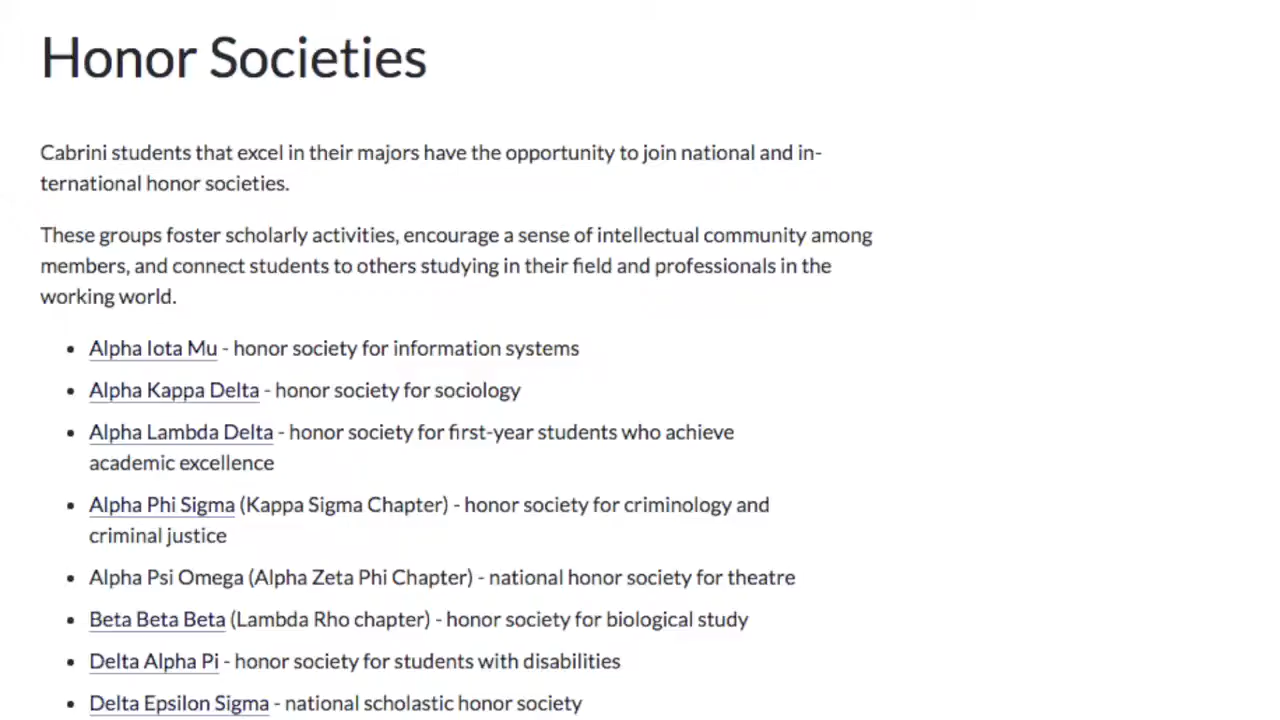 Honor Societies
Cabrini students that excel in their majors have the opportunity to join national and in-
ternational honor societies.
These groups foster scholarly activities, encourage a sense of intellectual community among
members, and connect students to others studying in their field and professionals in the
working world.
• Alpha Iota Mu - honor society for information systems
• Alpha Kappa Delta - honor society for sociology
• Alpha Lambda Delta - honor society for first-year students who achieve
academic excellence
• Alpha Phi Sigma (Kappa Sigma Chapter) - honor society for criminology and
criminal justice
• Alpha Psi Omega (Alpha Zeta Phi Chapter) - national honor society for theatre
• Beta Beta Beta (Lambda Rho chapter) - honor society for biological study
• Delta Alpha Pi - honor society for students with disabilities
• Delta Epsilon Sigma - national scholastic honor society